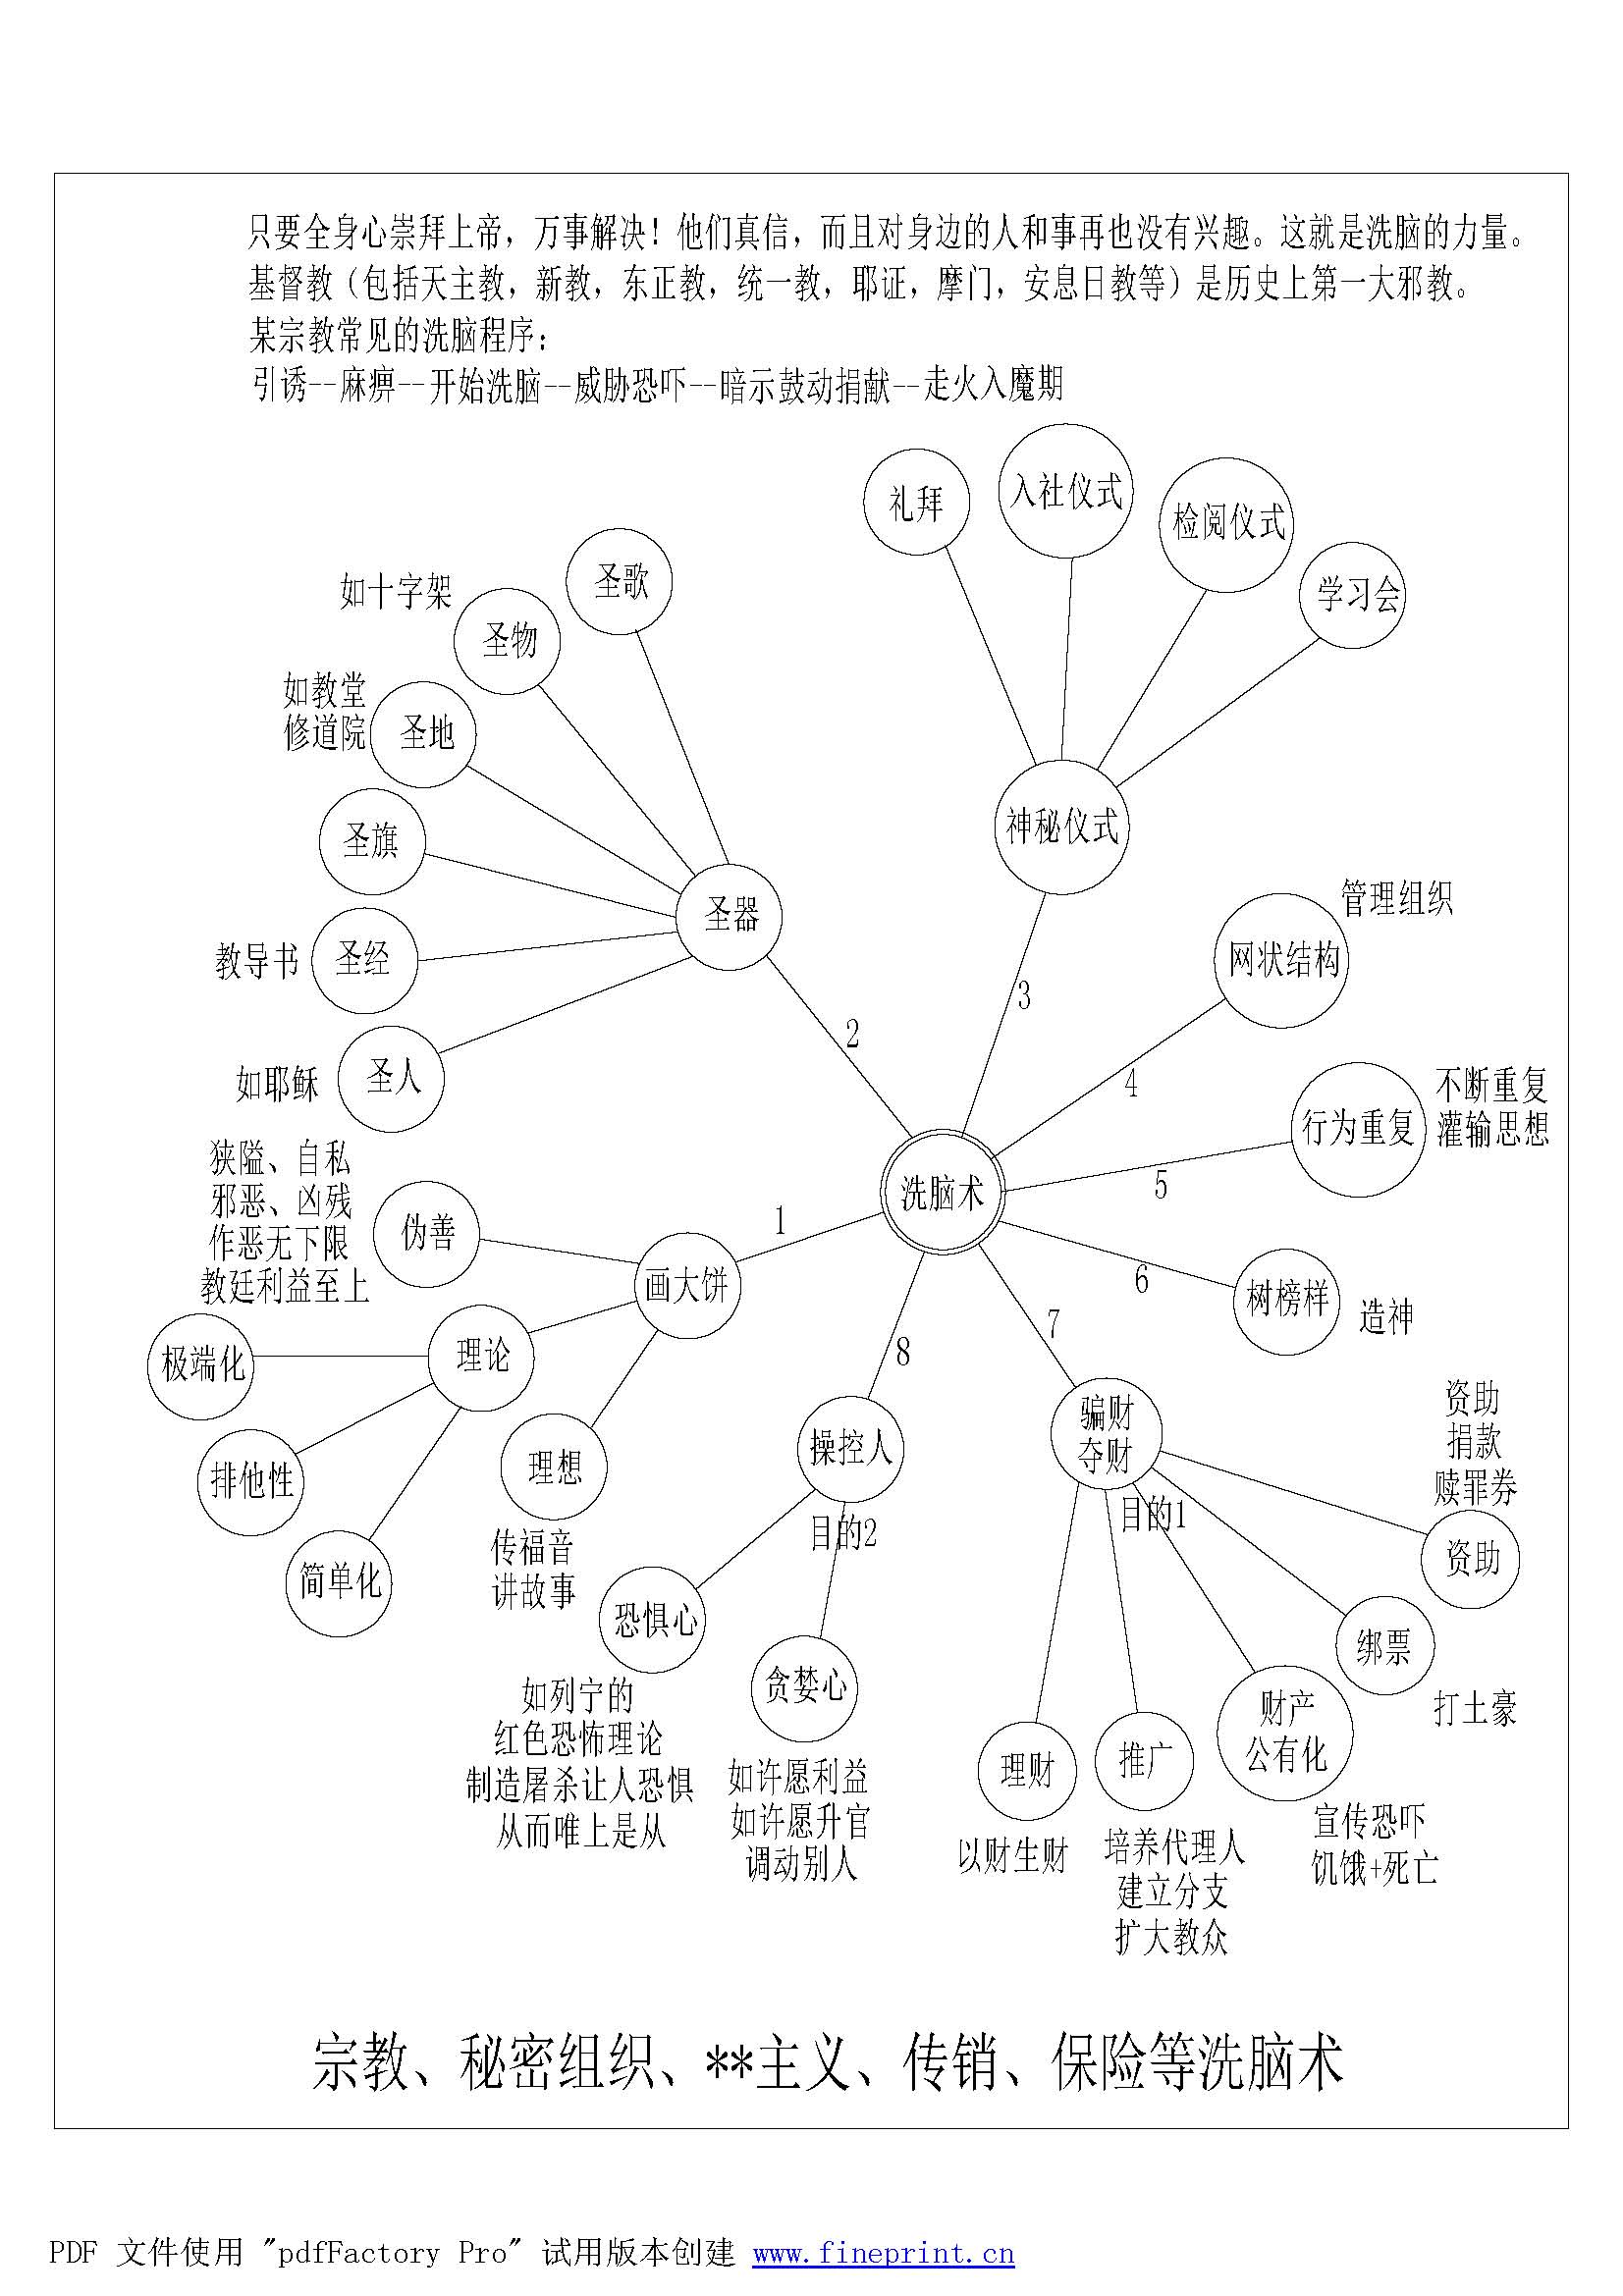 只要全身心崇拜上帝，万事解决！他们真信，而且对身边的人和事再也没有兴趣。这就是洗脑的力量。
基督教（包括天主教，新教，东正教，统一教，耶证，摩门，安息日教等）是历史上第一大邪教。
某宗教常见的洗脑程序：
引诱--麻痹--开始洗脑--威胁恐吓--暗示鼓动捐献--走火入魔期
礼拜
入社仪式
检阅仪式
学习会
神秘仪式
圣歌
如十字架
圣物
如教堂
修道院
圣地
圣旗
教导书
圣经
如耶稣
圣人
圣器
管理组织
网状结构
不断重复
灌输思想
行为重复
3
2
4
5
洗脑术
1
6
7
8
狭隘、自私
邪恶、凶残
作恶无下限
教廷利益至上
伪善
画大饼
理论
极端化
排他性
简单化
理想
传福音
讲故事
树榜样
造神
操控人
目的2
恐惧心
如列宁的
红色恐怖理论
制造屠杀让人恐惧
从而唯上是从
贪婪心
如许愿利益
如许愿升官
调动别人
骗财
夺财
目的1
资助
捐款
赎罪券
资助
绑票
打土豪
财产
公有化
宣传恐吓
饥饿+死亡
推广
培养代理人
建立分支
扩大教众
理财
以财生财
宗教、秘密组织、**主义、传销、保险等洗脑术
PDF 文件使用 "pdfFactory Pro" 试用版本创建 www.fineprint.cn